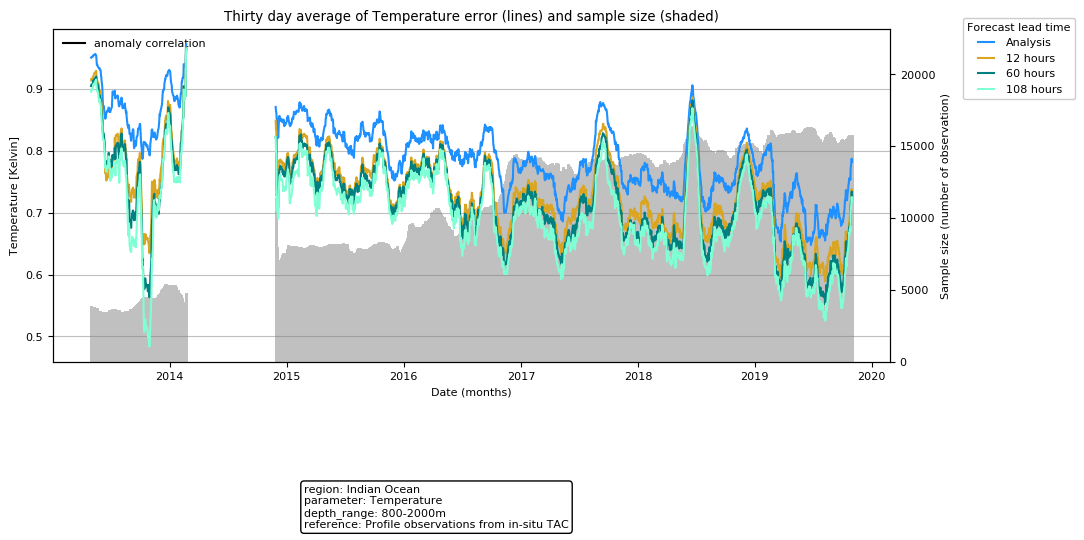 Thirty day average of Temperature error (lines) and sample size (shaded)
anomaly correlation
Forecast lead time
Analysis
12 hours
60 hours
108 hours
Temperature [Kelvin]
0.9
0.8
0.7
0.6
0.5
20000
15000
10000
5000
0
Sample size (number of observation)
2014 2015 2016 2017 2018 2019 2020
Date (months)
region: Indian Ocean
parameter: Temperature
depth_range: 800-2000m
reference: Profile observations from in-situ TAC